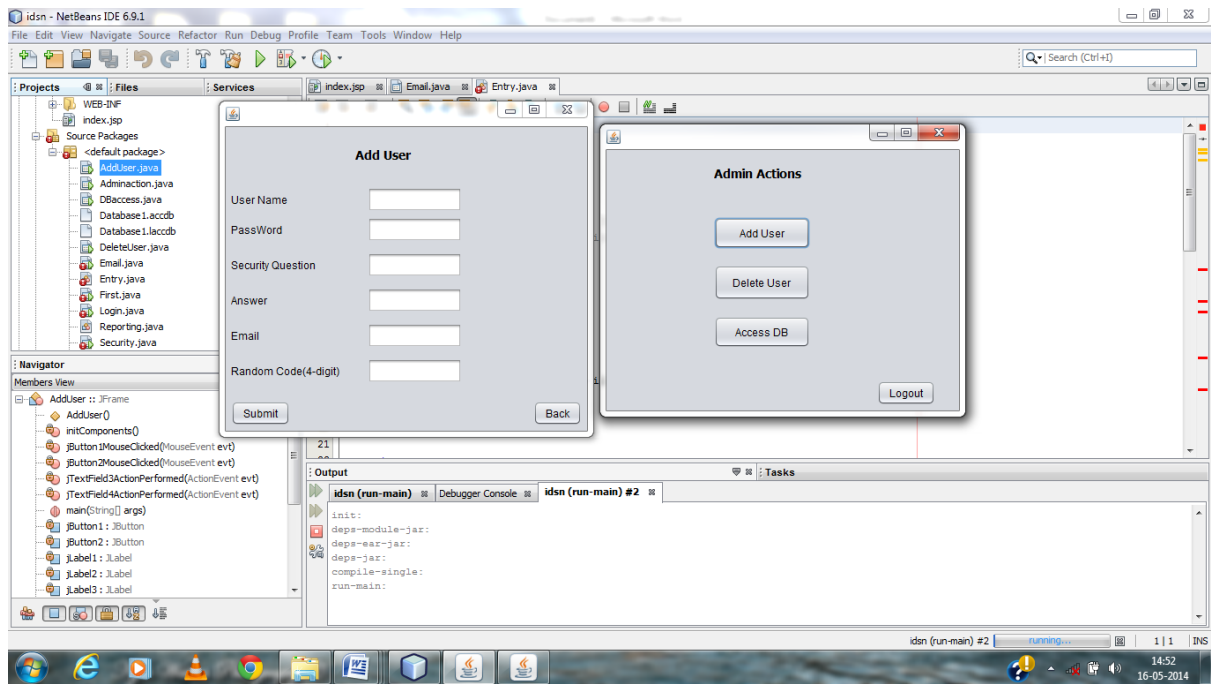 idsn - NetBeans IDE 6.9.1
File Edit View Navigate Source Refactor Run Debug Profile Team Tools Window Help
Search (Ctrl+I)
Projects Files Services
index.jsp Email.java Entry.java
WEB-INF
index.jsp
Source Packages
<default package>
AddUser.java
Adminaction.java
DBaccess.java
Database1.accdb
Database1.laccdb
DeleteUser.java
Email.java
Entry.java
First.java
Login.java
Reporting.java
Security.java
Add User
User Name
PassWord
Security Question
Answer
Email
Random Code(4-digit)
Submit Back
Admin Actions
Add User
Delete User
Access DB
Logout
21
Navigator
Members View
AddUser :: JFrame
AddUser()
initComponents()
jButton1MouseClicked(MouseEvent evt)
jButton2MouseClicked(MouseEvent evt)
jTextField3ActionPerformed(ActionEvent evt)
jTextField4ActionPerformed(ActionEvent evt)
main(String[] args)
jButton1 : JButton
jButton2 : JButton
jLabel1 : JLabel
jLabel2 : JLabel
jLabel3 : JLabel
Output Tasks
idsn (run-main) Debugger Console idsn (run-main) #2
init:
deps-module-jar:
deps-ear-jar:
deps-jar:
compile-single:
run-main:
idsn (run-main) #2 running... 1 | 1 INS
14:52
16-05-2014